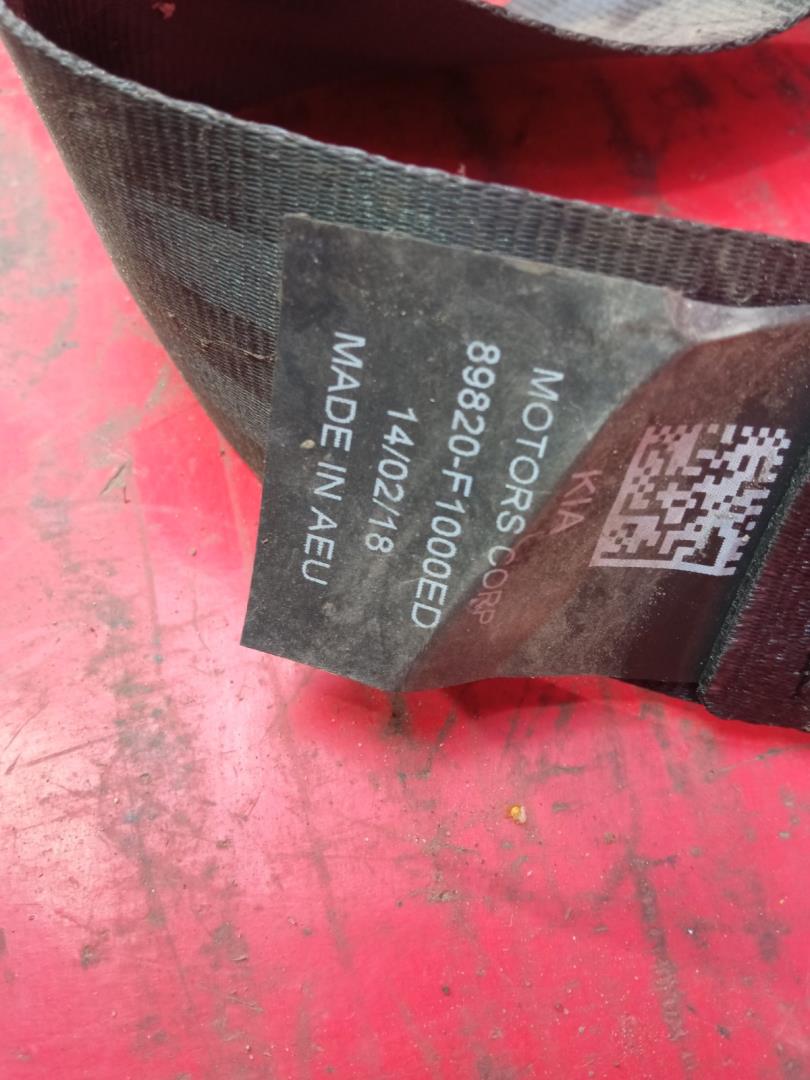 KIA
MOTORS CORP
89820-F1000ED
14/02/18
MADE IN AEU